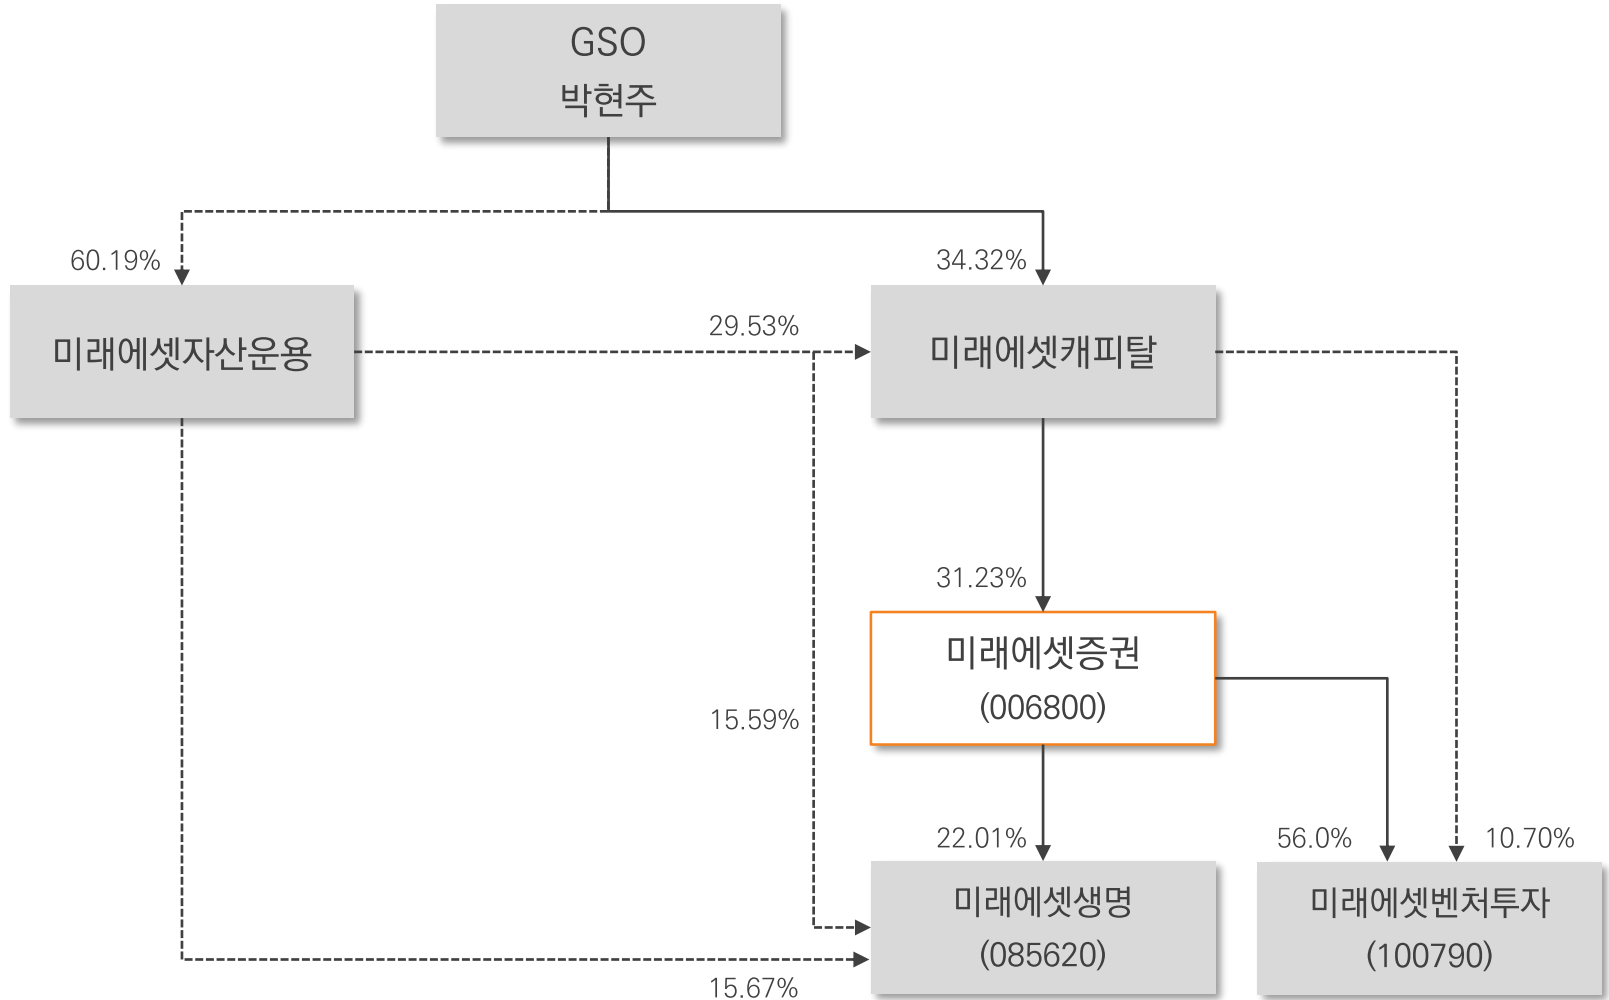 GSO
박현주
60.19%
34.32%
미래에셋자산운용
29.53%
미래에셋캐피탈
31.23%
미래에셋증권
(006800)
15.59%
22.01%
56.0%
10.70%
미래에셋생명
(085620)
미래에셋벤처투자
(100790)
15.67%